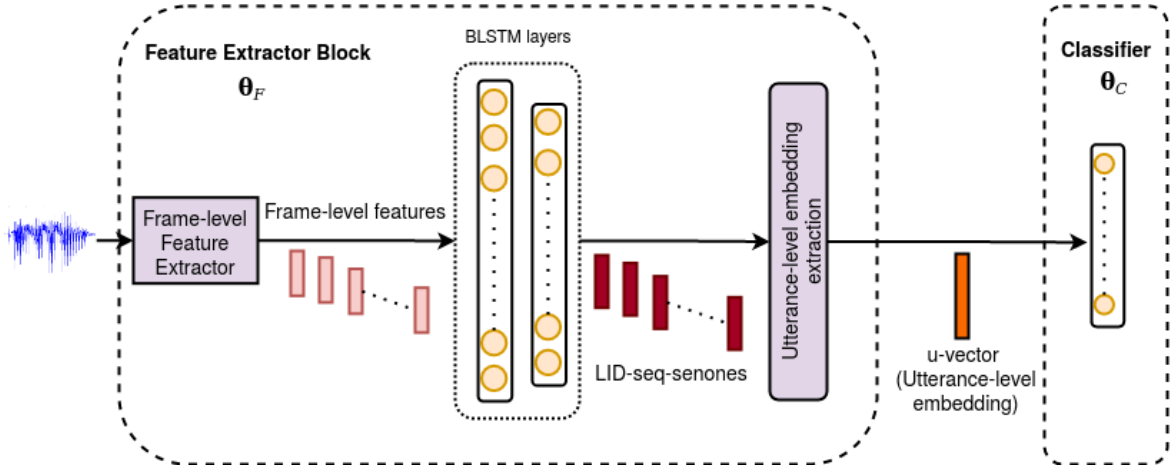 Feature Extractor Block
θ_F
BLSTM layers
Classifier
θ_C
Frame-level
Feature
Extractor
Frame-level features
LID-seq-senones
Utterance-level embedding
extraction
u-vector
(Utterance-level
embedding)